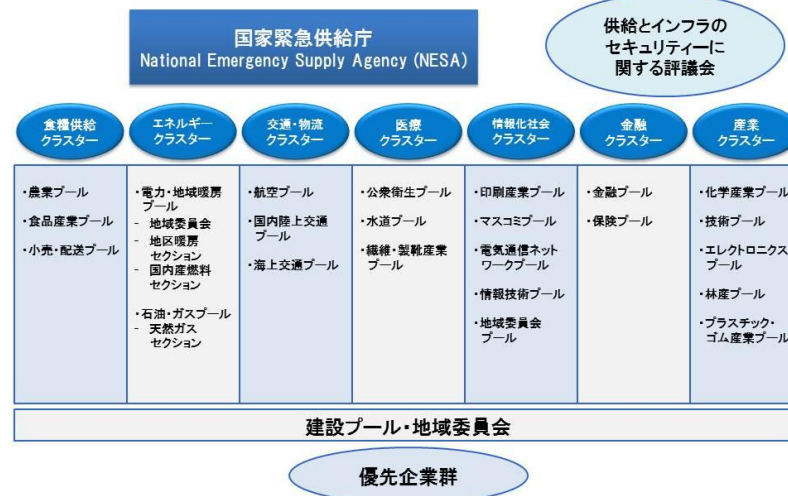 国家緊急供給庁
National Emergency Supply Agency (NESA)
供給とインフラの
セキュリティーに
関する評議会
食糧供給
クラスター
エネルギー
クラスター
交通・物流
クラスター
医療
クラスター
情報化社会
クラスター
金融
クラスター
産業
クラスター
・農業プール
・食品産業プール
・小売・配送プール
・電力・地域暖房
プール
- 地域委員会
- 地区暖房
セクション
- 国内産燃料
セクション
・石油・ガスプール
- 天然ガス
セクション
・航空プール
・国内陸上交通
プール
・海上交通プール
・公衆衛生プール
・水道プール
・繊維・製靴産業
プール
・印刷産業プール
・マスコミプール
・電気通信ネット
ワークプール
・情報技術プール
・地域委員会
プール
・金融プール
・保険プール
・化学産業プール
・技術プール
・エレクトロニクス
プール
・林産プール
・プラスチック・
ゴム産業プール
建設プール・地域委員会
優先企業群